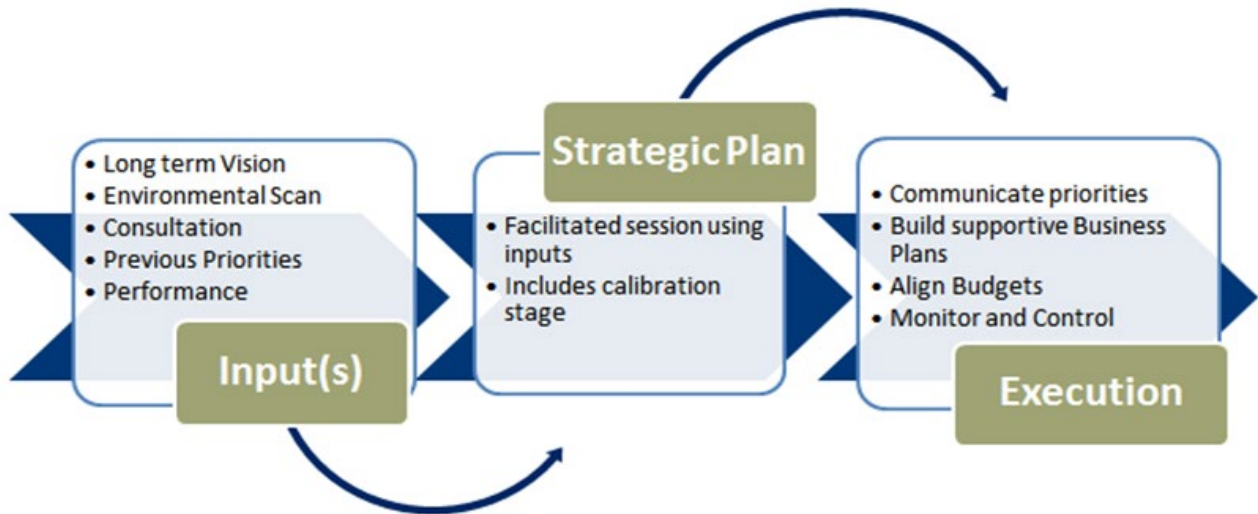 • Long term Vision
• Environmental Scan
• Consultation
• Previous Priorities
• Performance
Input(s)
Strategic Plan
• Facilitated session using
inputs
• Includes calibration
stage
• Communicate priorities
• Build supportive Business
Plans
• Align Budgets
• Monitor and Control
Execution